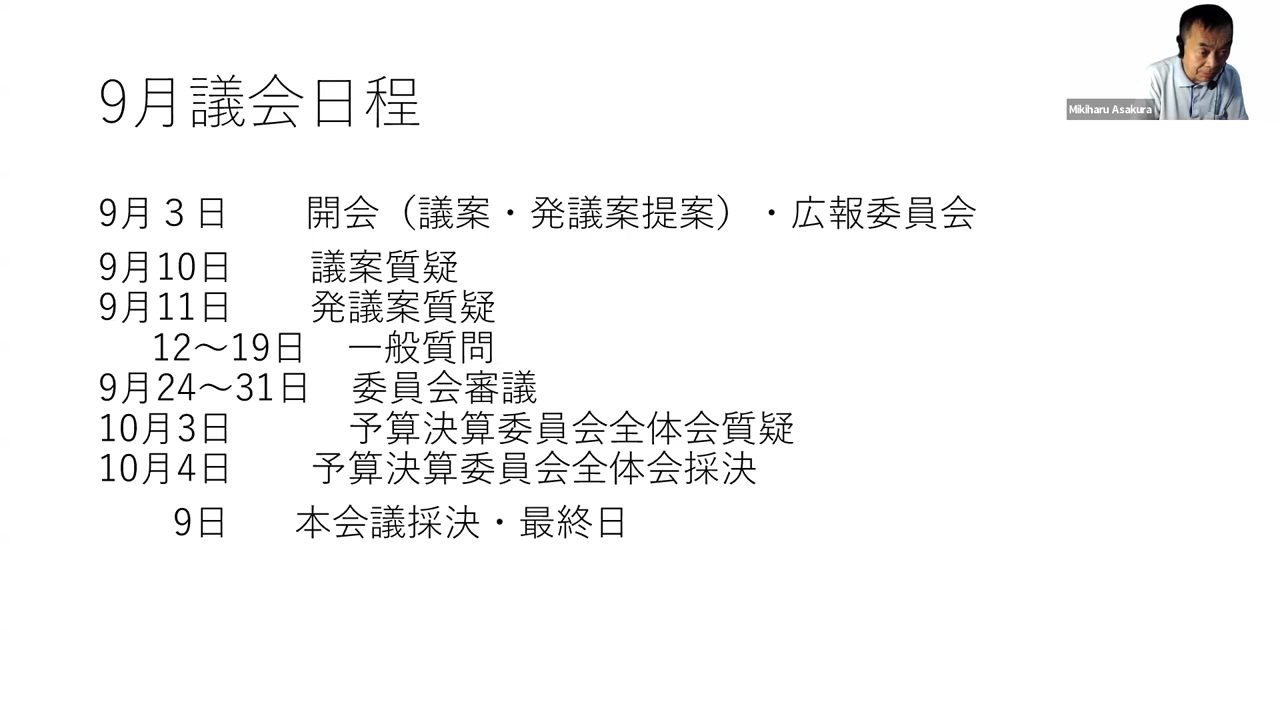 9月議会日程
Mikiharu Asakura
9月３日　　開会（議案・発議案提案）・広報委員会
9月10日　　議案質疑
9月11日　　発議案質疑
12～19日　一般質問
9月24～31日　委員会審議
10月3日　　　予算決算委員会全体会質疑
10月4日　　予算決算委員会全体会採決
9日　　本会議採決・最終日